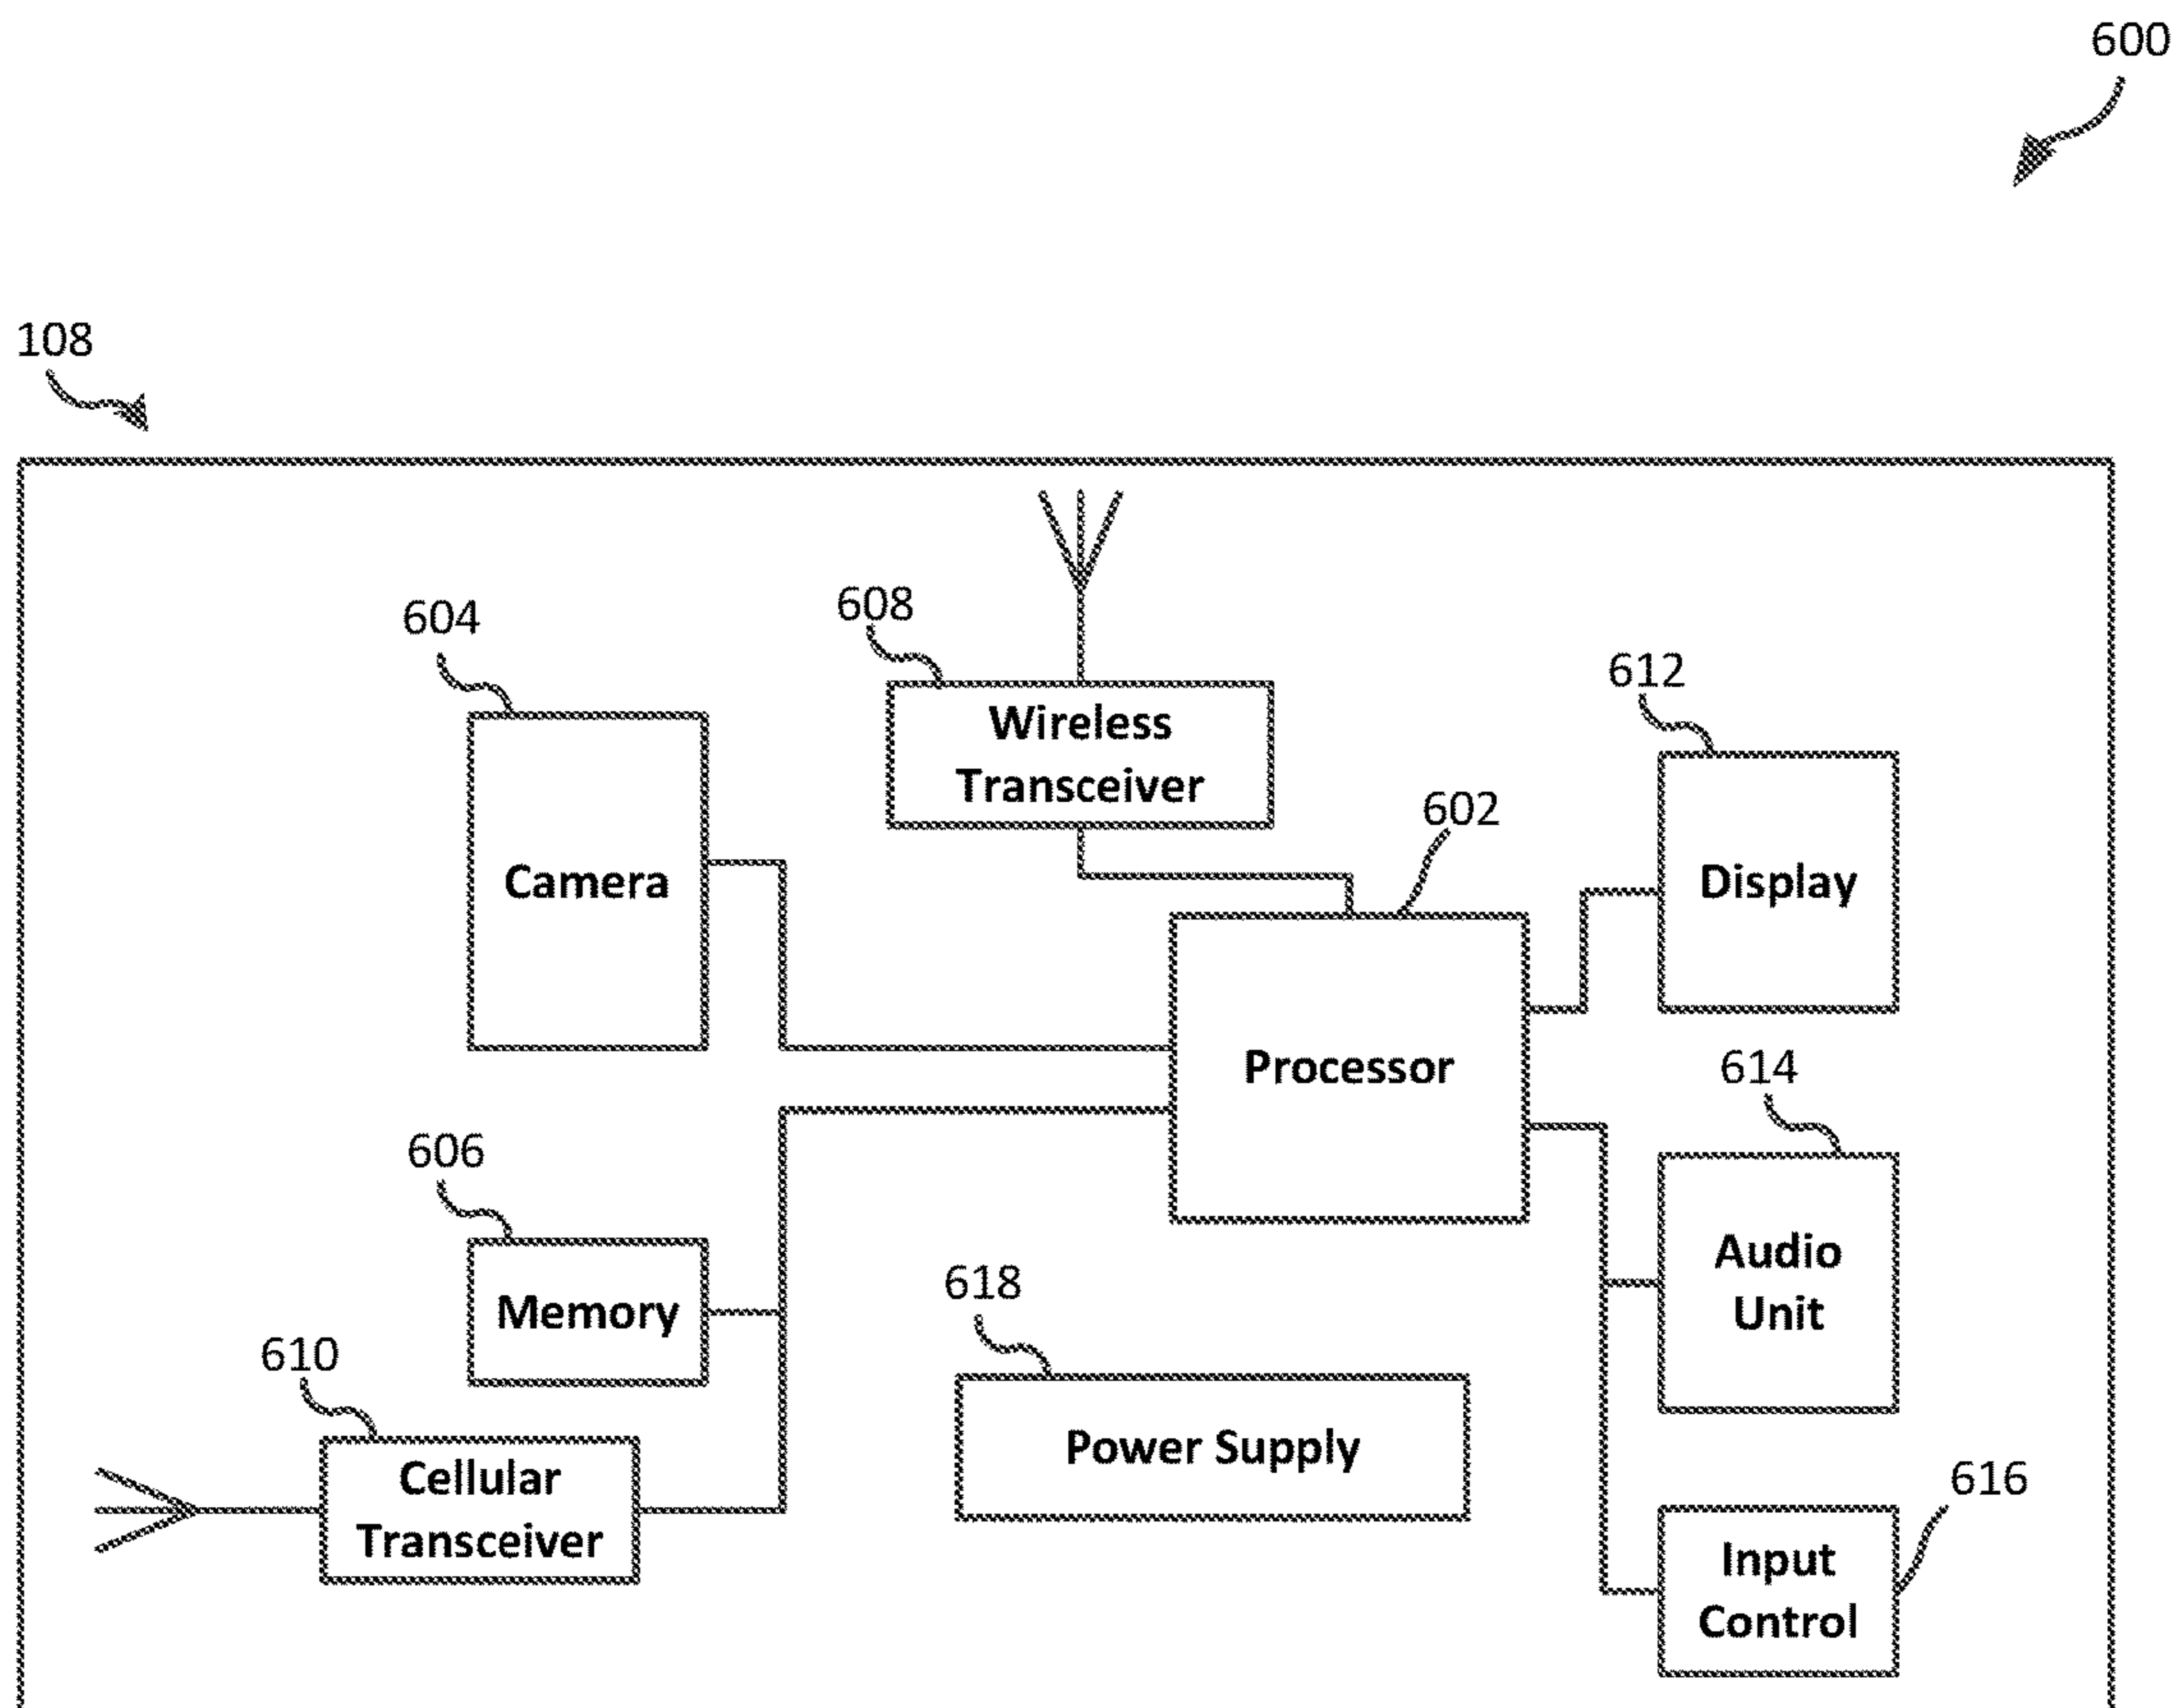 600
108
604
608
612
Wireless
Transceiver
602
Camera
Display
Processor
614
606
Audio
Unit
618
Memory
610
Power Supply
Cellular
Transceiver
616
Input
Control